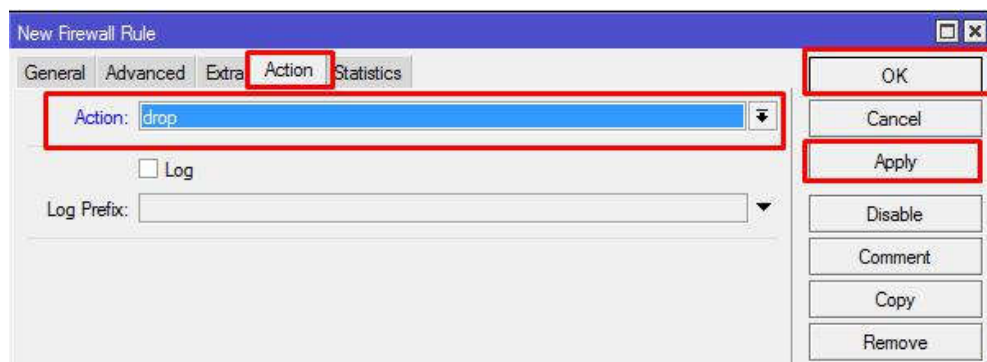 New Firewall Rule
General Advanced Extra Action Statistics
Action: drop
Log
Log Prefix:
OK
Cancel
Apply
Disable
Comment
Copy
Remove